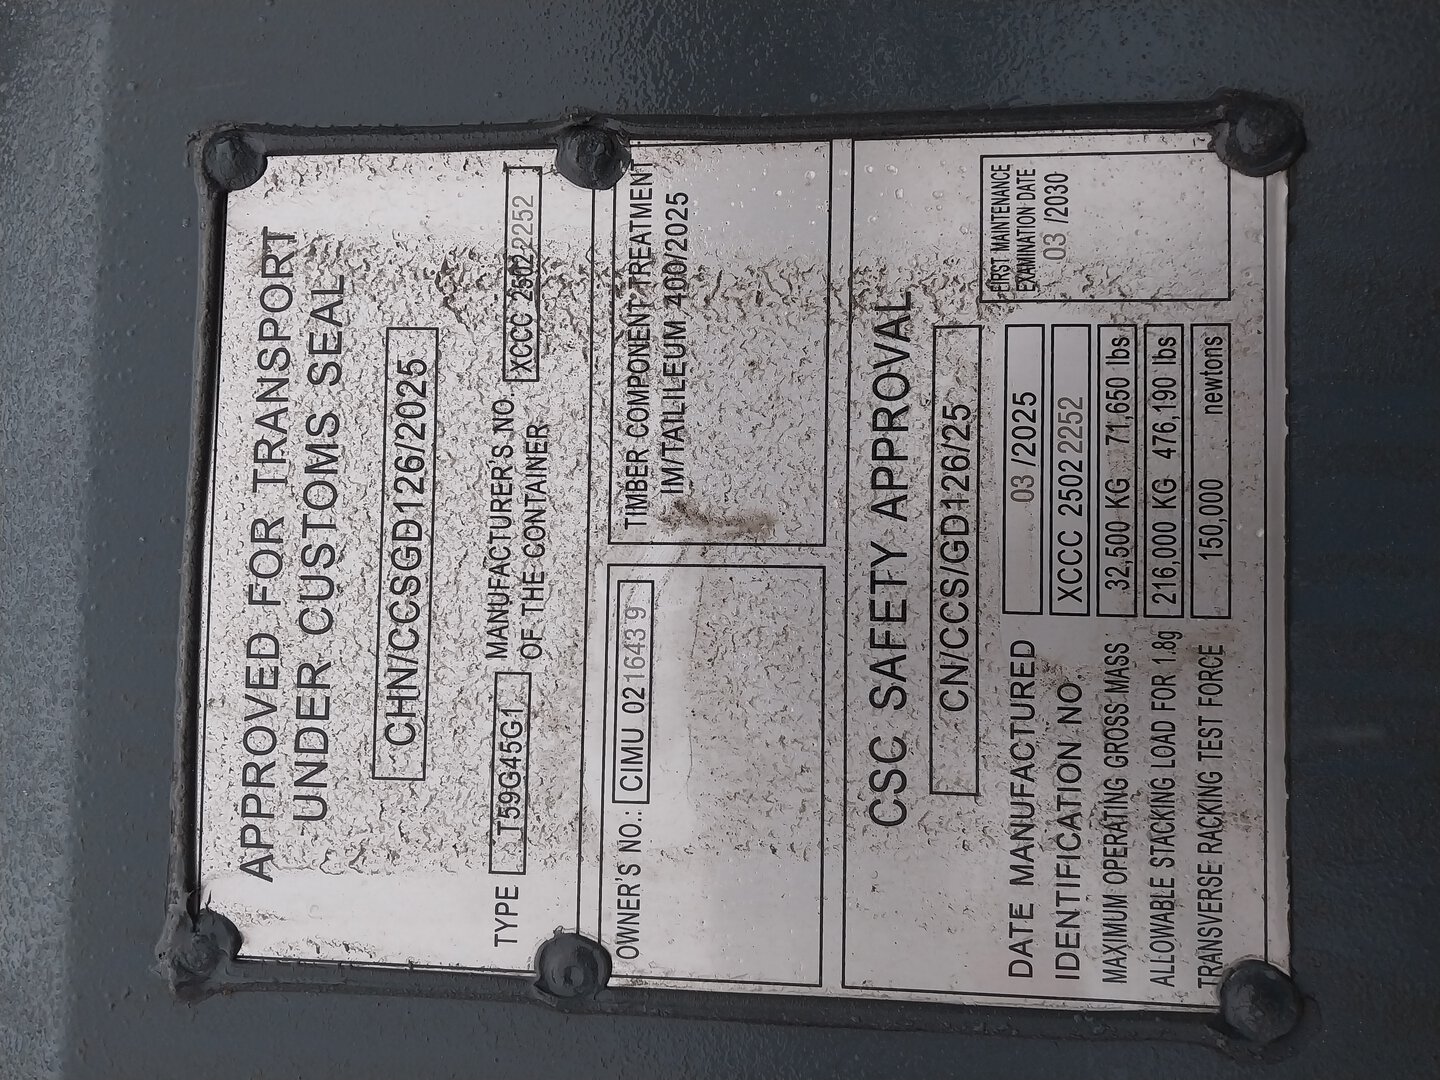 APPROVED FOR TRANSPORT
UNDER CUSTOMS SEAL
CHN/CCSGD126/2025
TYPE T59G45G1
MANUFACTURER'S NO.
OF THE CONTAINER
XCCC 2502 2252
OWNER'S NO.: CIMU 021643 9
TIMBER COMPONENT TREATMENT
IM/TALILEUM 400/2025
CSC SAFETY APPROVAL
CN/CCS/GD126/25
DATE MANUFACTURED 03 /2025
IDENTIFICATION NO XCCC 2502 2252
MAXIMUM OPERATING GROSS MASS 32,500 KG 71,650 lbs
ALLOWABLE STACKING LOAD FOR 1.8g 216,000 KG 476,190 lbs
TRANSVERSE RACKING TEST FORCE 150,000 newtons
FIRST MAINTENANCE
EXAMINATION DATE
03 /2030